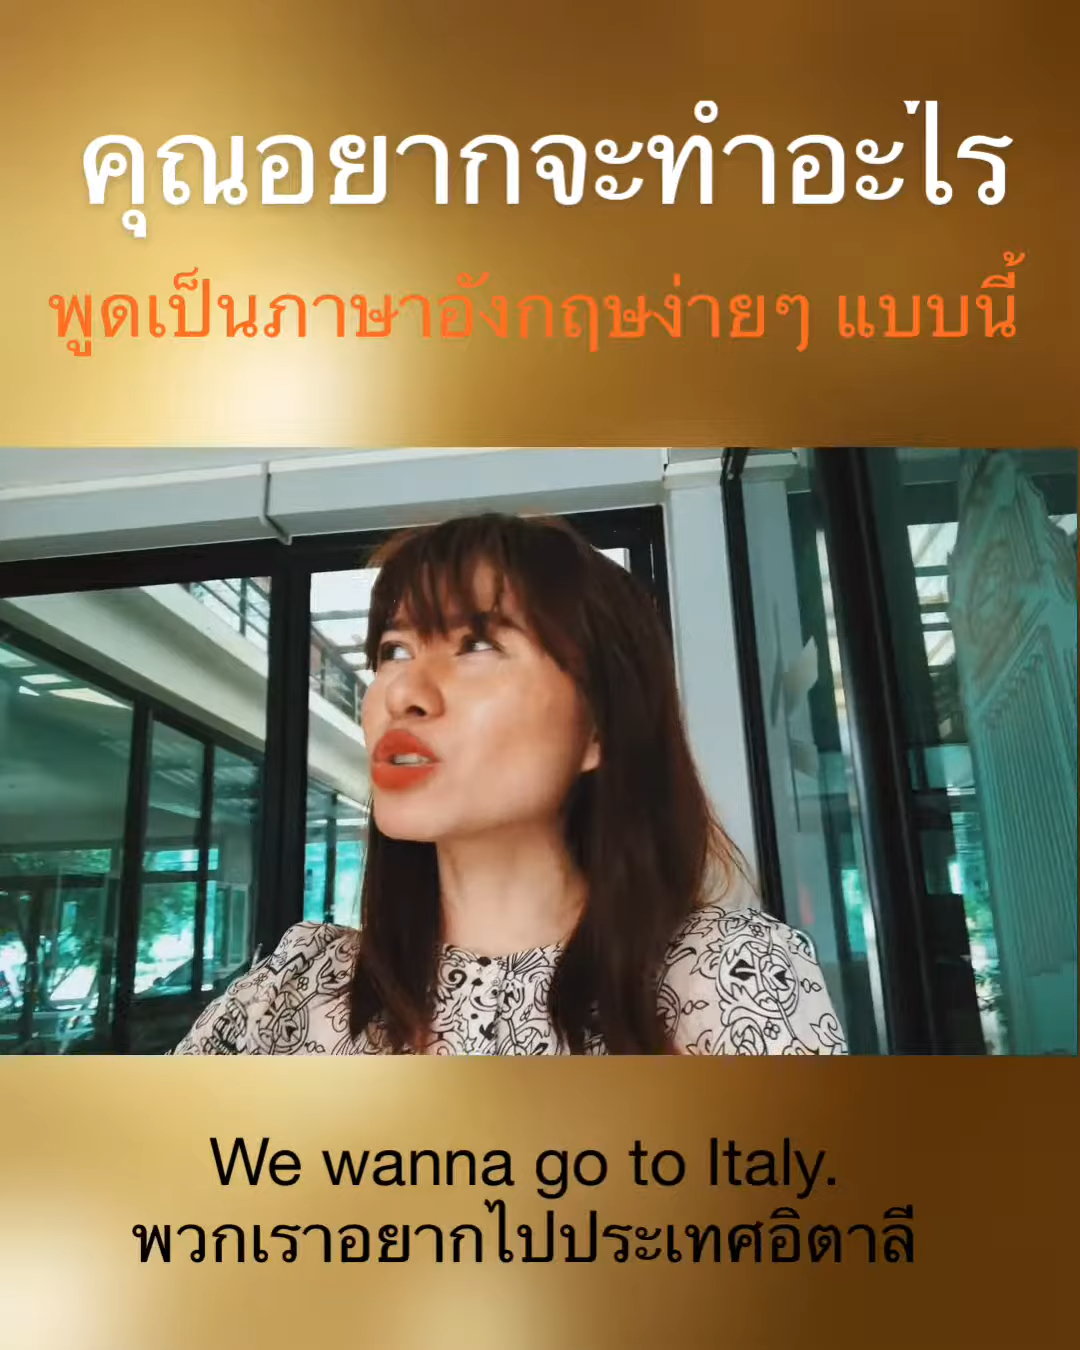 คุณอยากจะทำอะไร
พูดเป็นภาษาอังกฤษง่ายๆ แบบนี้
We wanna go to Italy.
พวกเราอยากไปประเทศอิตาลี